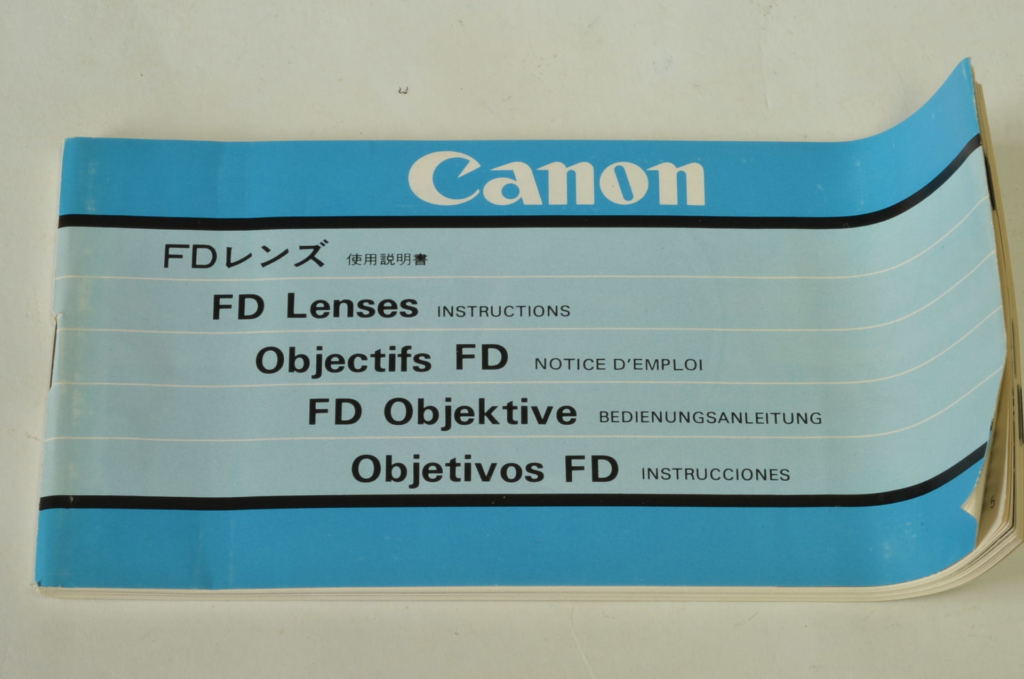 Canon
FDレンズ 使用説明書
FD Lenses INSTRUCTIONS
Objectifs FD NOTICE D'EMPLOI
FD Objektive BEDIENUNGSANLEITUNG
Objetivos FD INSTRUCCIONES
5